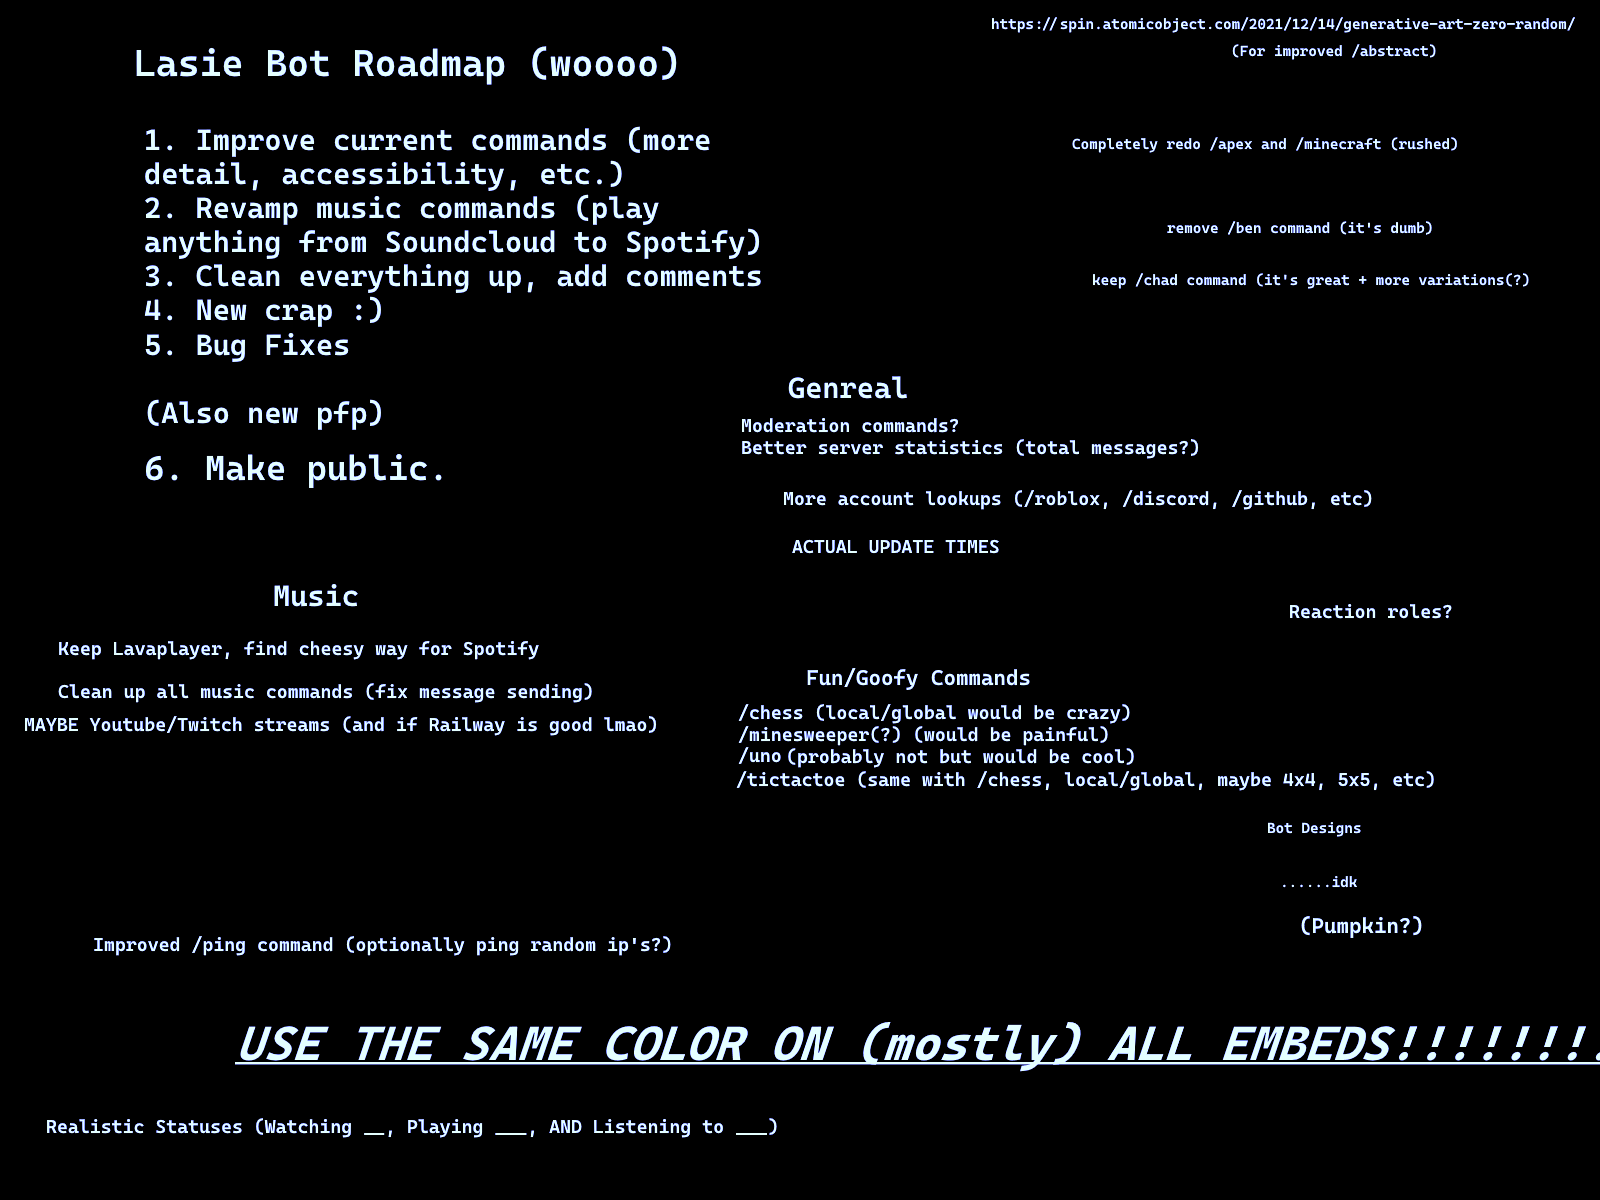 https://spin.atomicobject.com/2021/12/14/generative-art-zero-random/
(For improved /abstract)
Lasie Bot Roadmap (woooo)
1. Improve current commands (more
detail, accessibility, etc.)
2. Revamp music commands (play
anything from Soundcloud to Spotify)
3. Clean everything up, add comments
4. New crap :)
5. Bug Fixes
(Also new pfp)
6. Make public.
Completely redo /apex and /minecraft (rushed)
remove /ben command (it's dumb)
keep /chad command (it's great + more variations(?)
Genreal
Moderation commands?
Better server statistics (total messages?)
More account lookups (/roblox, /discord, /github, etc)
ACTUAL UPDATE TIMES
Reaction roles?
Music
Keep Lavaplayer, find cheesy way for Spotify
Clean up all music commands (fix message sending)
MAYBE Youtube/Twitch streams (and if Railway is good lmao)
Fun/Goofy Commands
/chess (local/global would be crazy)
/minesweeper(?) (would be painful)
/uno (probably not but would be cool)
/tictactoe (same with /chess, local/global, maybe 4x4, 5x5, etc)
Bot Designs
......idk
(Pumpkin?)
Improved /ping command (optionally ping random ip's?)
USE THE SAME COLOR ON (mostly) ALL EMBEDS!!!!!!!!
Realistic Statuses (Watching __, Playing ___, AND Listening to ___)